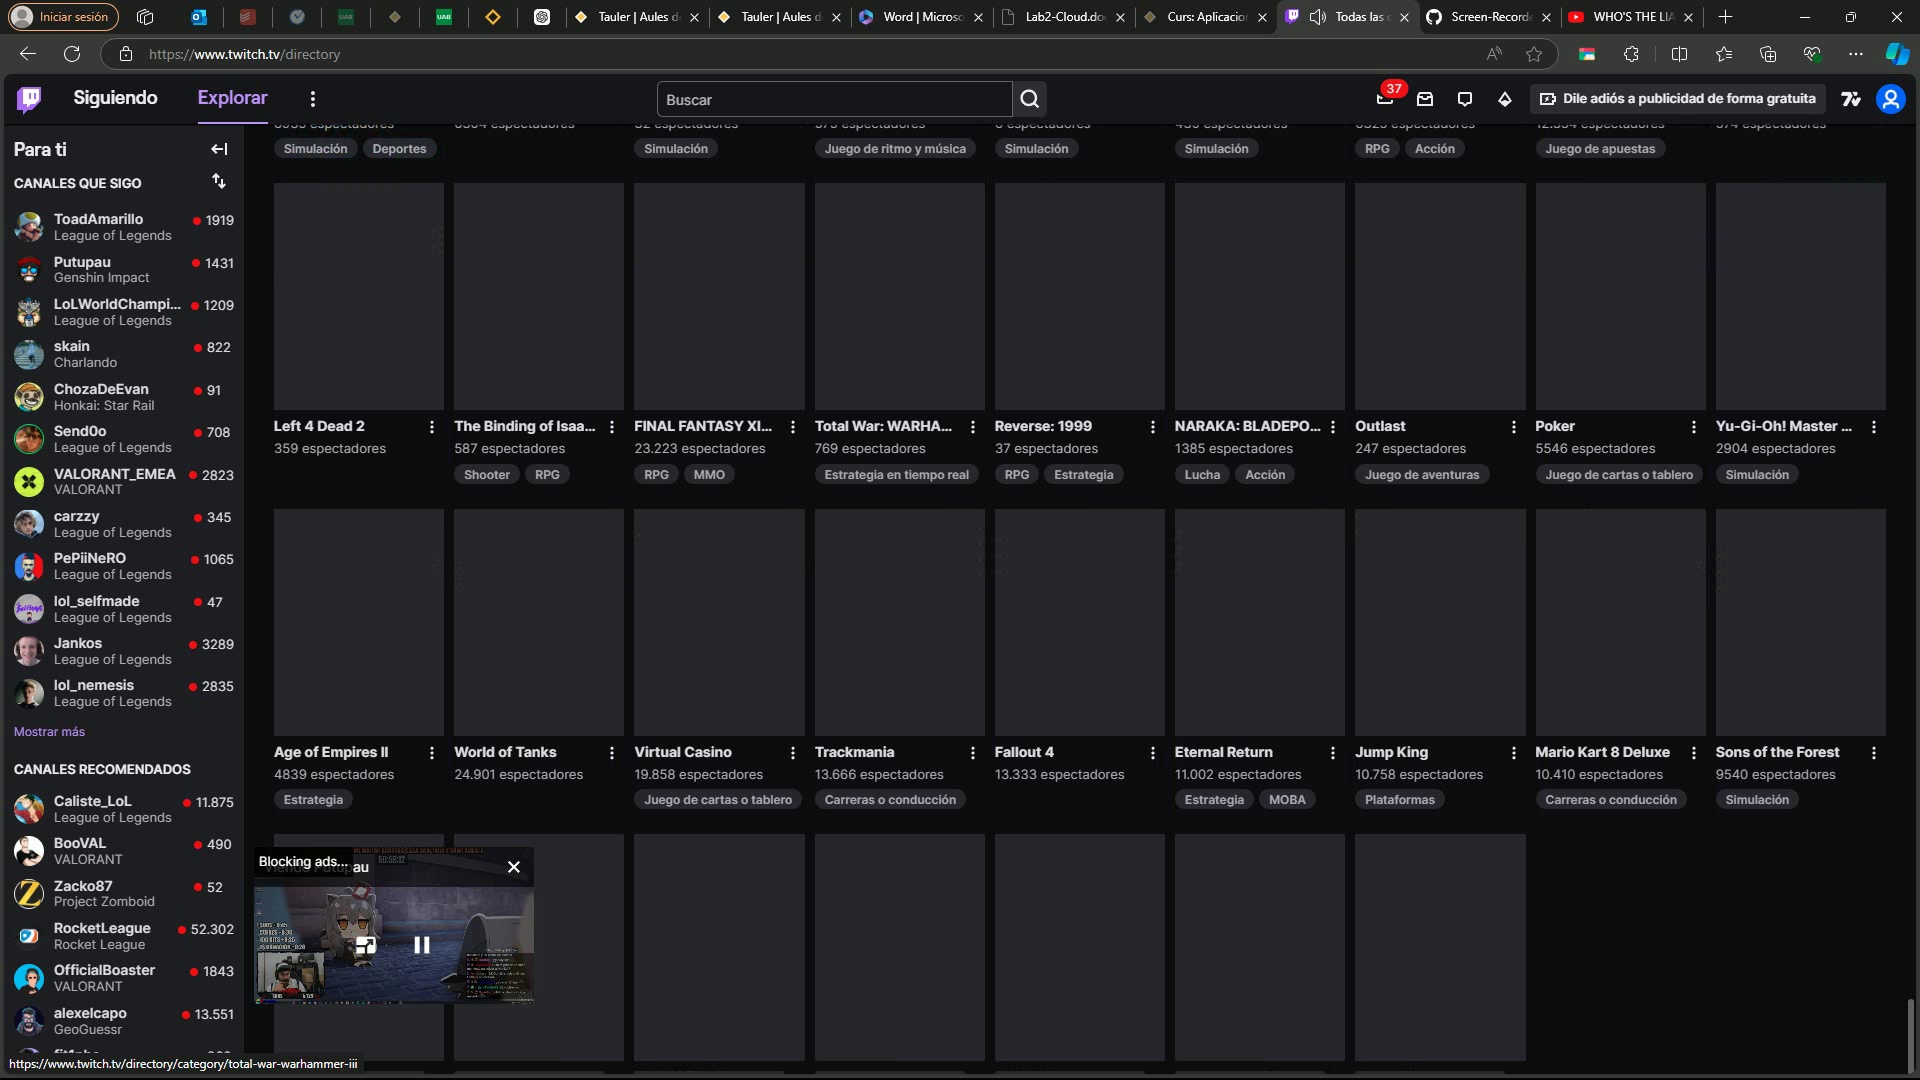 Iniciar sesión
Tauler | Aules d
Tauler | Aules d
Word | Microso
Lab2-Cloud.do
Curs: Aplicacio
Todas las
Screen-Record
WHO'S THE LIA
https://www.twitch.tv/directory
Siguiendo
Explorar
Buscar
37
Dile adiós a publicidad de forma gratuita
Para ti
CANALES QUE SIGO
ToadAmarillo
1919
League of Legends
Putupau
1431
Genshin Impact
LoLWorldChampi...
1209
League of Legends
skain
822
Charlando
ChozaDeEvan
91
Honkai: Star Rail
Send0o
708
League of Legends
VALORANT_EMEA
2823
VALORANT
carzzy
345
League of Legends
PePiiNeRO
1065
League of Legends
lol_selfmade
47
League of Legends
Jankos
3289
League of Legends
lol_nemesis
2835
League of Legends
Mostrar más
CANALES RECOMENDADOS
Caliste_LoL
11.875
League of Legends
BooVAL
490
VALORANT
Zacko87
52
Project Zomboid
RocketLeague
52.302
Rocket League
OfficialBoaster
1843
VALORANT
alexelcapo
13.551
GeoGuessr
https://www.twitch.tv/directory/category/total-war-warhammer-iii
Simulación Deportes
Simulación
Juego de ritmo y música
Simulación
Simulación
RPG Acción
Juego de apuestas
Left 4 Dead 2
359 espectadores
The Binding of Isaa...
587 espectadores
Shooter RPG
FINAL FANTASY XI...
23.223 espectadores
RPG MMO
Total War: WARHA...
769 espectadores
Estrategia en tiempo real
Reverse: 1999
37 espectadores
RPG Estrategia
NARAKA: BLADEPO...
1385 espectadores
Lucha Acción
Outlast
247 espectadores
Juego de aventuras
Poker
5546 espectadores
Juego de cartas o tablero
Yu-Gi-Oh! Master ...
2904 espectadores
Simulación
Age of Empires II
4839 espectadores
Estrategia
World of Tanks
24.901 espectadores
Virtual Casino
19.858 espectadores
Juego de cartas o tablero
Trackmania
13.666 espectadores
Carreras o conducción
Fallout 4
13.333 espectadores
Eternal Return
11.002 espectadores
Estrategia MOBA
Jump King
10.758 espectadores
Plataformas
Mario Kart 8 Deluxe
10.410 espectadores
Carreras o conducción
Sons of the Forest
9540 espectadores
Simulación
Blocking ads...
Viendo Putupau